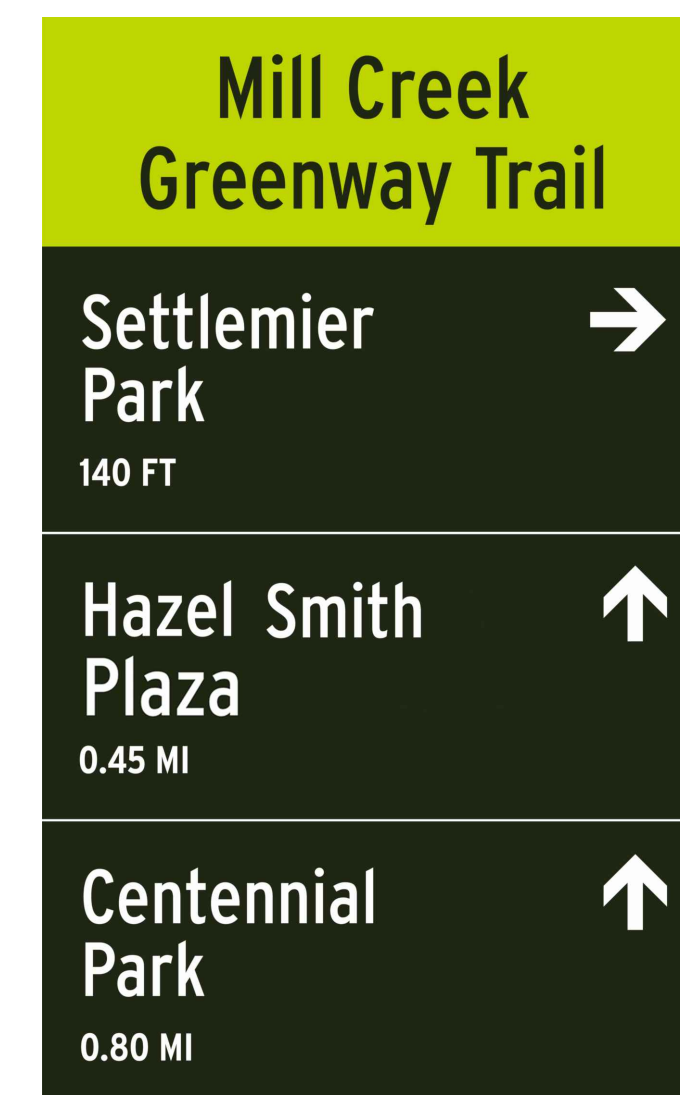 Mill Creek
Greenway Trail
Settlemier
Park
140 FT
Hazel Smith
Plaza
0.45 MI
Centennial
Park
0.80 MI